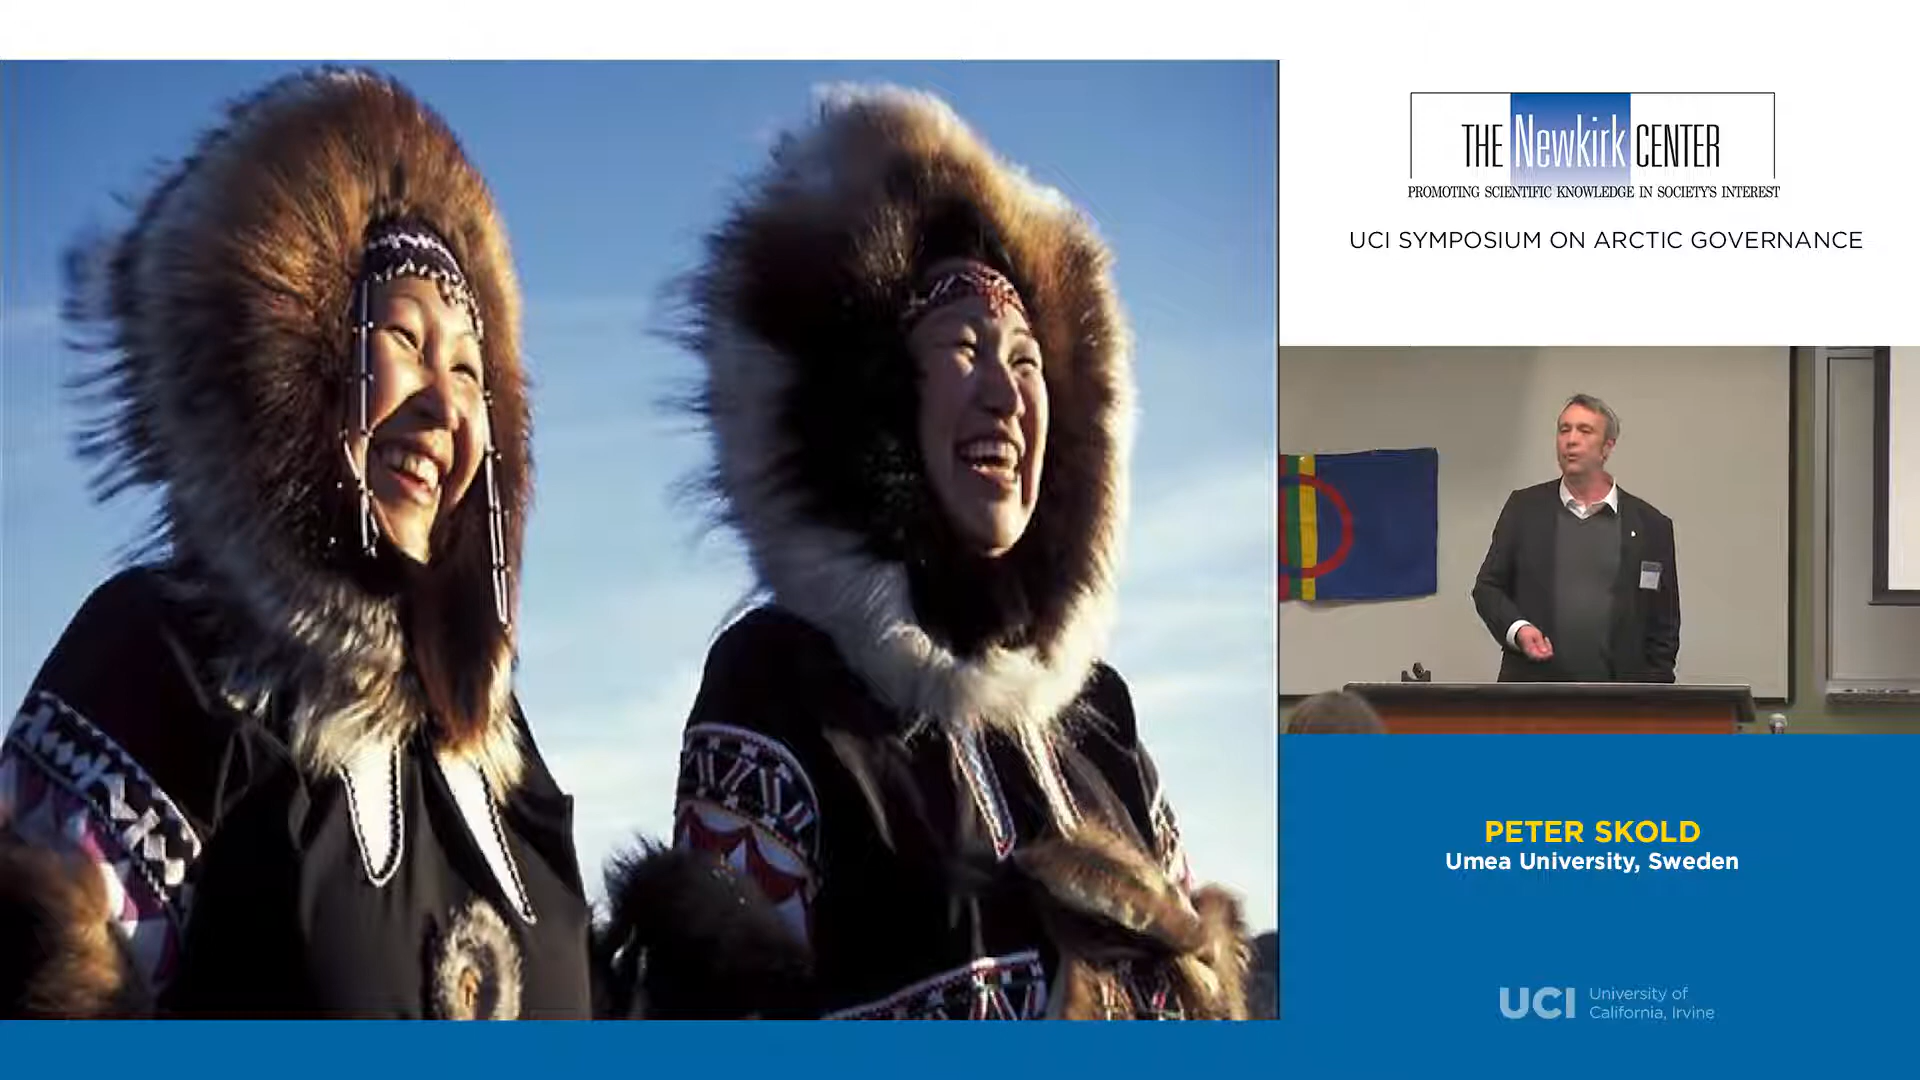 THE Newkirk CENTER
PROMOTING SCIENTIFIC KNOWLEDGE IN SOCIETY'S INTEREST
UCI SYMPOSIUM ON ARCTIC GOVERNANCE
PETER SKOLD
Umea University, Sweden
UCI University of
California, Irvine